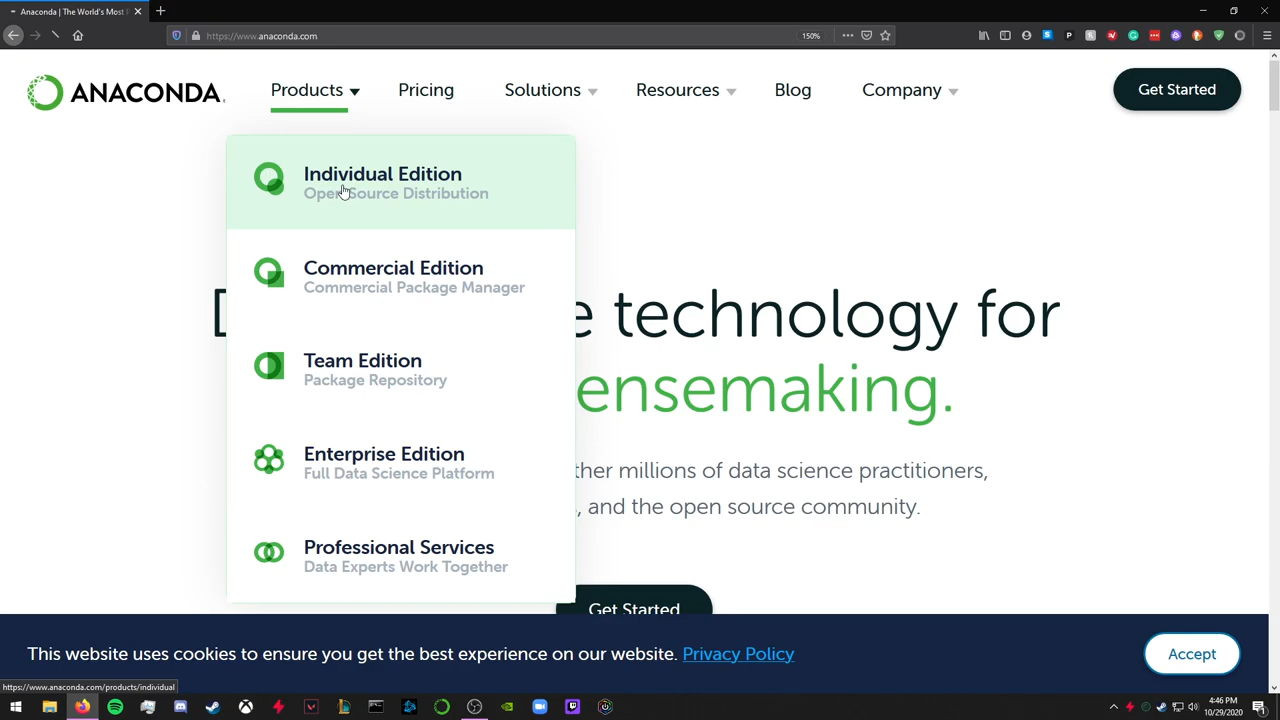 Anaconda | The World's Most
https://www.anaconda.com
150%
ANACONDA.
Products
Pricing
Solutions
Resources
Blog
Company
Get Started
Individual Edition
Open Source Distribution
Commercial Edition
Commercial Package Manager
Team Edition
Package Repository
Enterprise Edition
Full Data Science Platform
Professional Services
Data Experts Work Together
technology for
ensemaking.
ther millions of data science practitioners,
, and the open source community.
Get Started
This website uses cookies to ensure you get the best experience on our website. Privacy Policy
Accept
https://www.anaconda.com/products/individual
4:46 PM
10/29/2020